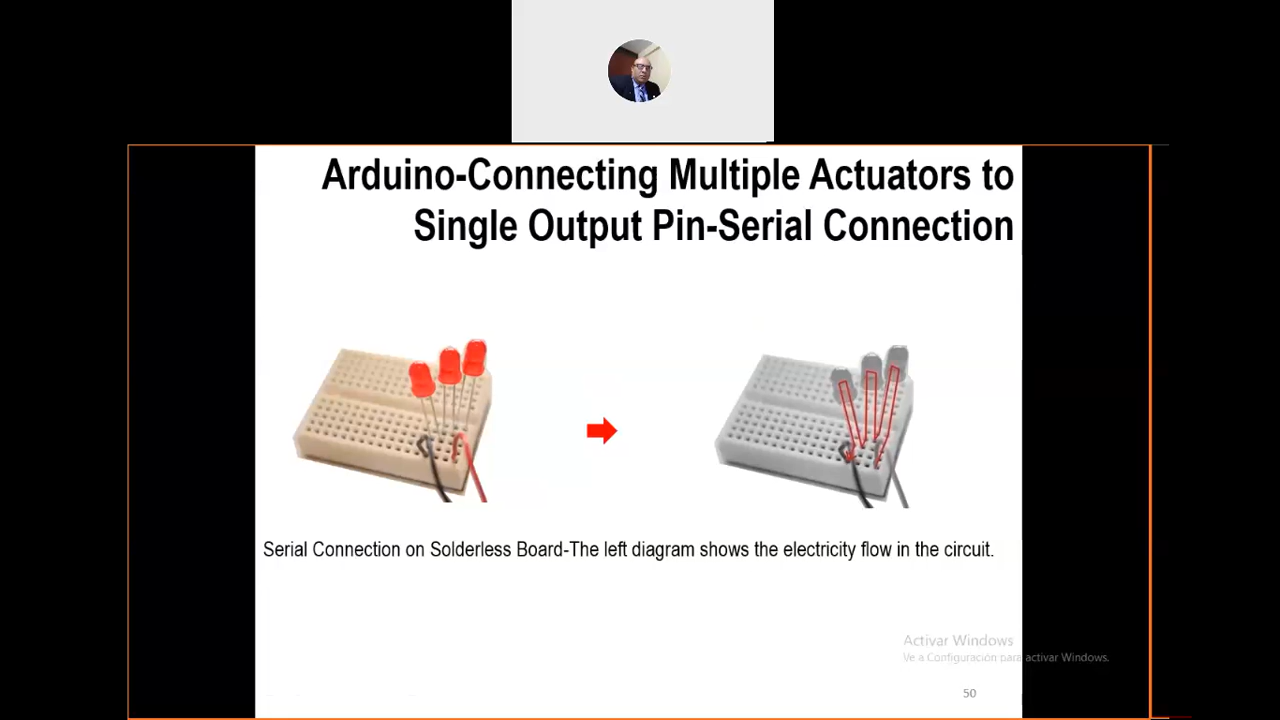 Arduino-Connecting Multiple Actuators to
Single Output Pin-Serial Connection
Serial Connection on Solderless Board-The left diagram shows the electricity flow in the circuit.
Activar Windows
Ve a Configuración para activar Windows.
50